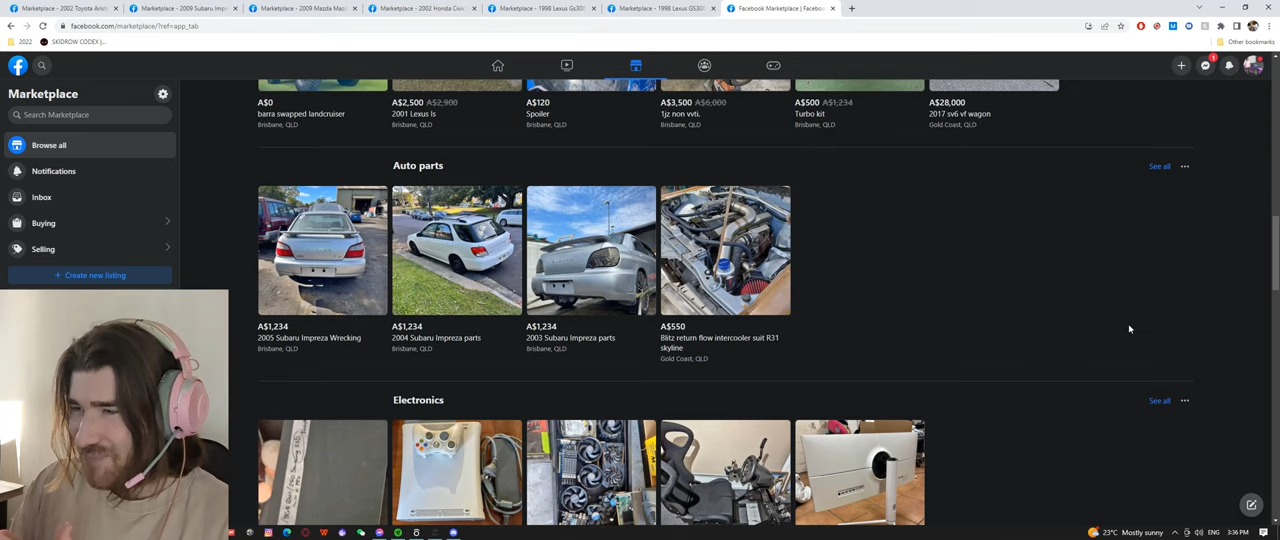 Marketplace - 2002 Toyota Arist
Marketplace - 2009 Subaru Impr
Marketplace - 2009 Mazda Mazd
Marketplace - 2002 Honda Civic
Marketplace - 1998 Lexus Gs300
Marketplace - 1998 Lexus GS300
Facebook Marketplace | Facebo
facebook.com/marketplace/?ref=app_tab
2022
SKIDROW CODEX |...
Other bookmarks
1
Marketplace
Search Marketplace
Browse all
Notifications
Inbox
Buying
Selling
+ Create new listing
A$0
barra swapped landcruiser
Brisbane, QLD
A$2,500 A$2,900
2001 Lexus Is
Brisbane, QLD
A$120
Spoiler
Brisbane, QLD
A$3,500 A$6,000
1jz non vvti.
Brisbane, QLD
A$500 A$1,234
Turbo kit
Brisbane, QLD
A$28,000
2017 sv6 vf wagon
Gold Coast, QLD
Auto parts
See all
A$1,234
2005 Subaru Impreza Wrecking
Brisbane, QLD
A$1,234
2004 Subaru Impreza parts
Brisbane, QLD
A$1,234
2003 Subaru Impreza parts
Brisbane, QLD
A$550
Blitz return flow intercooler suit R31
skyline
Gold Coast, QLD
Electronics
See all
23°C Mostly sunny
ENG
3:36 PM